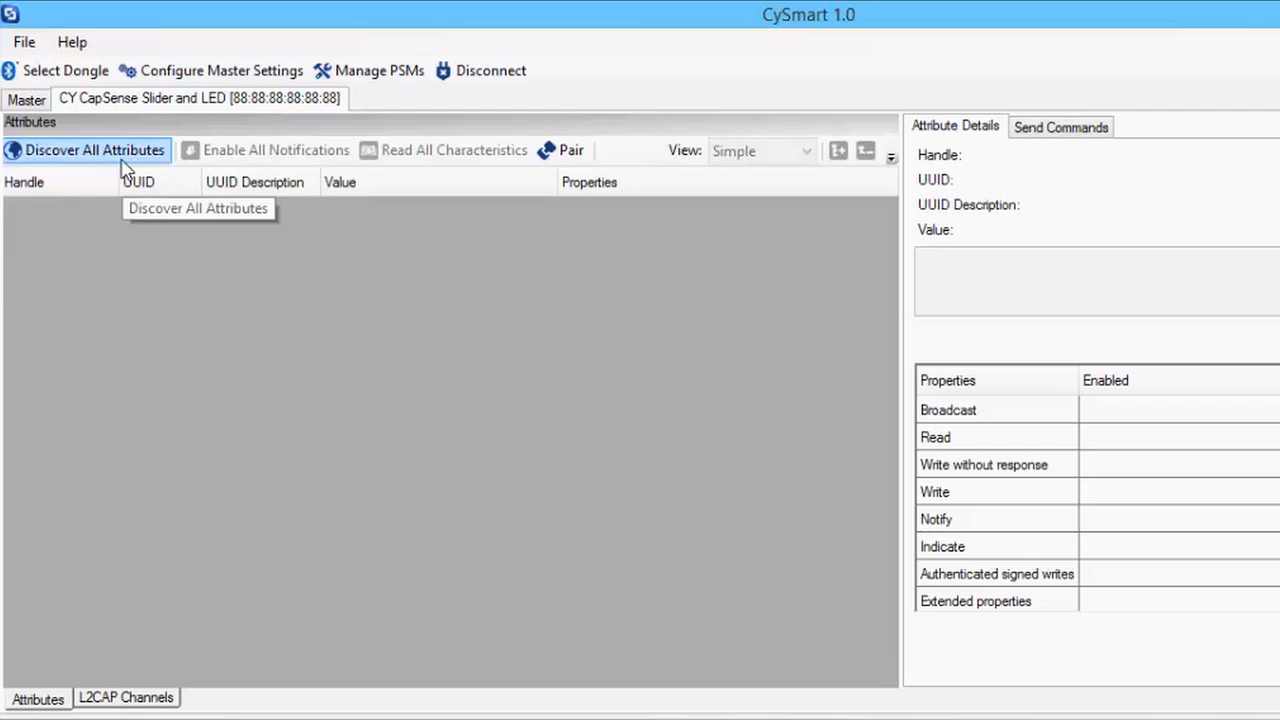 CySmart 1.0
File Help
Select Dongle Configure Master Settings Manage PSMs Disconnect
Master CY CapSense Slider and LED [88:88:88:88:88:88]
Attributes
Discover All Attributes Enable All Notifications Read All Characteristics Pair View: Simple
Handle UUID UUID Description Value Properties
Discover All Attributes
Attribute Details Send Commands
Handle:
UUID:
UUID Description:
Value:
Properties Enabled
Broadcast
Read
Write without response
Write
Notify
Indicate
Authenticated signed writes
Extended properties
Attributes L2CAP Channels